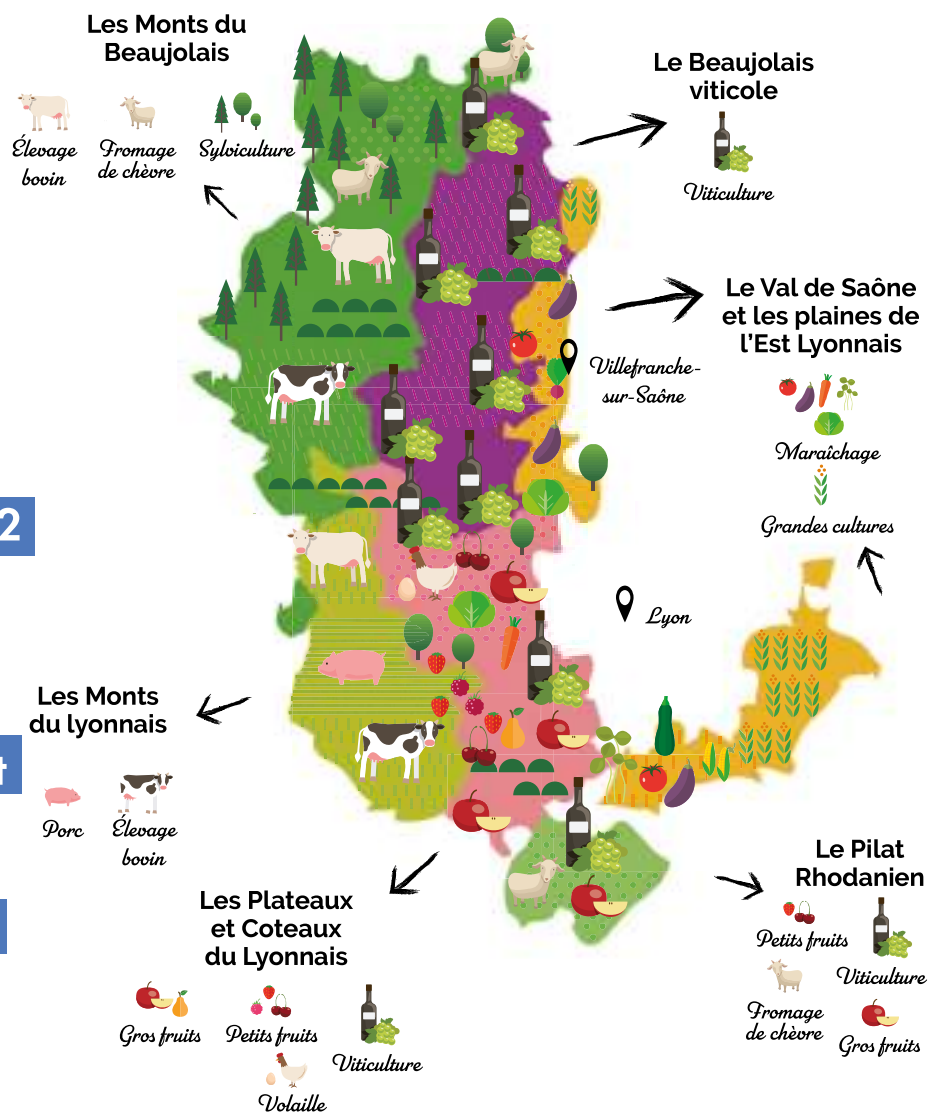 Les Monts du
Beaujolais
Élevage
bovin
Fromage
de chèvre
Sylviculture
Le Beaujolais
viticole
Viticulture
Le Val de Saône
et les plaines de
l'Est Lyonnais
Maraîchage
Grandes cultures
Villefranche-
sur-Saône
2
Lyon
Les Monts
du lyonnais
Porc
Élevage
bovin
Les Plateaux
et Coteaux
du Lyonnais
Gros fruits
Petits fruits
Viticulture
Volaille
Le Pilat
Rhodanien
Petits fruits
Viticulture
Fromage
de chèvre
Gros fruits